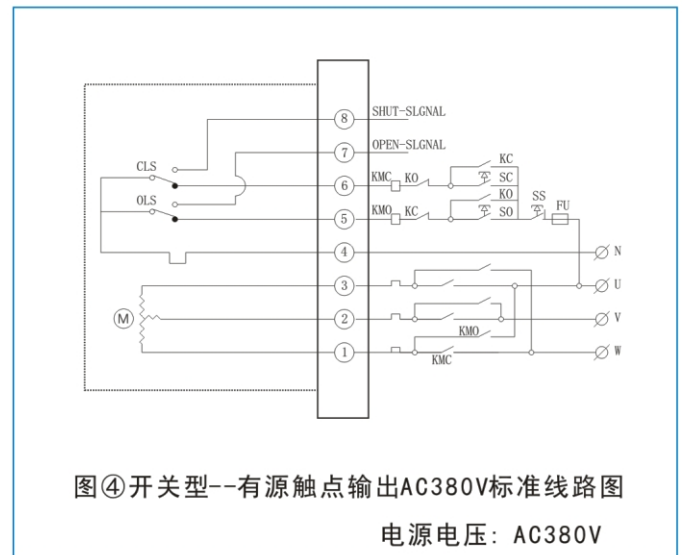 8 SHUT-SLGNAL
7 OPEN-SLGNAL
CLS
6 KMC KO KC SC
OLS
5 KMO KC KO SO SS FU
4 N
3 U
M 2 V
1 KMO KMC W
图④开关型--有源触点输出AC380V标准线路图
电源电压: AC380V